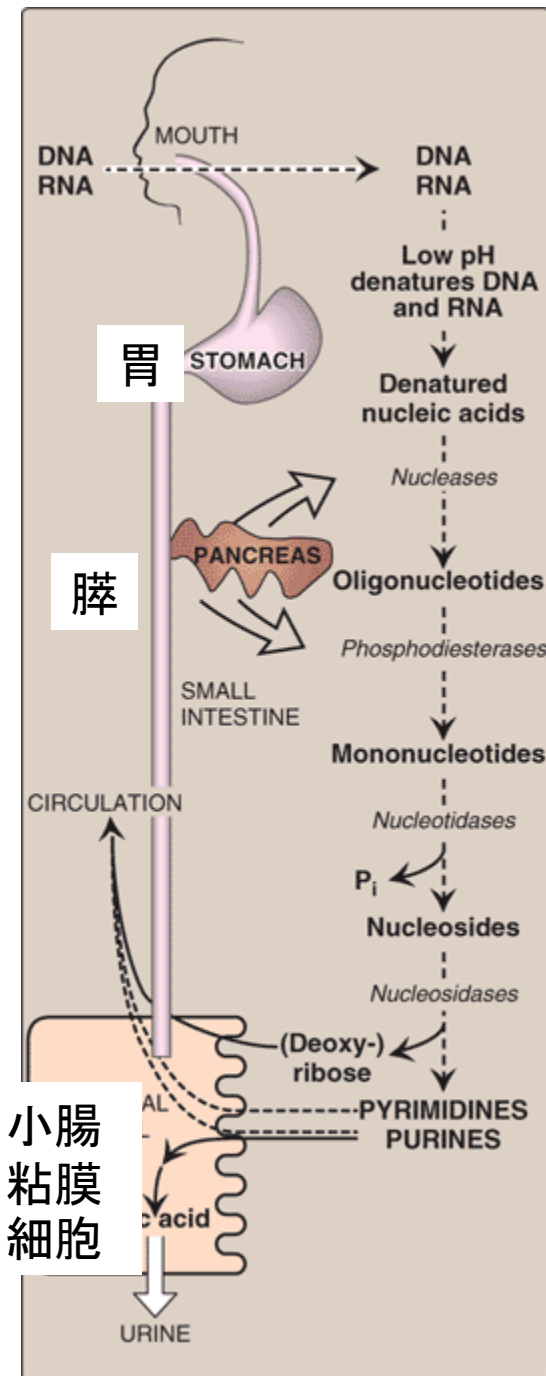 MOUTH
DNA
RNA
DNA
RNA
Low pH
denatures DNA
and RNA
胃
STOMACH
Denatured
nucleic acids
Nucleases
膵
PANCREAS
Oligonucleotides
Phosphodiesterases
SMALL
INTESTINE
Mononucleotides
CIRCULATION
Nucleotidases
Pi
Nucleosides
Nucleosidases
(Deoxy-)
ribose
PYRIMIDINES
PURINES
小腸
粘膜
細胞
acid
URINE